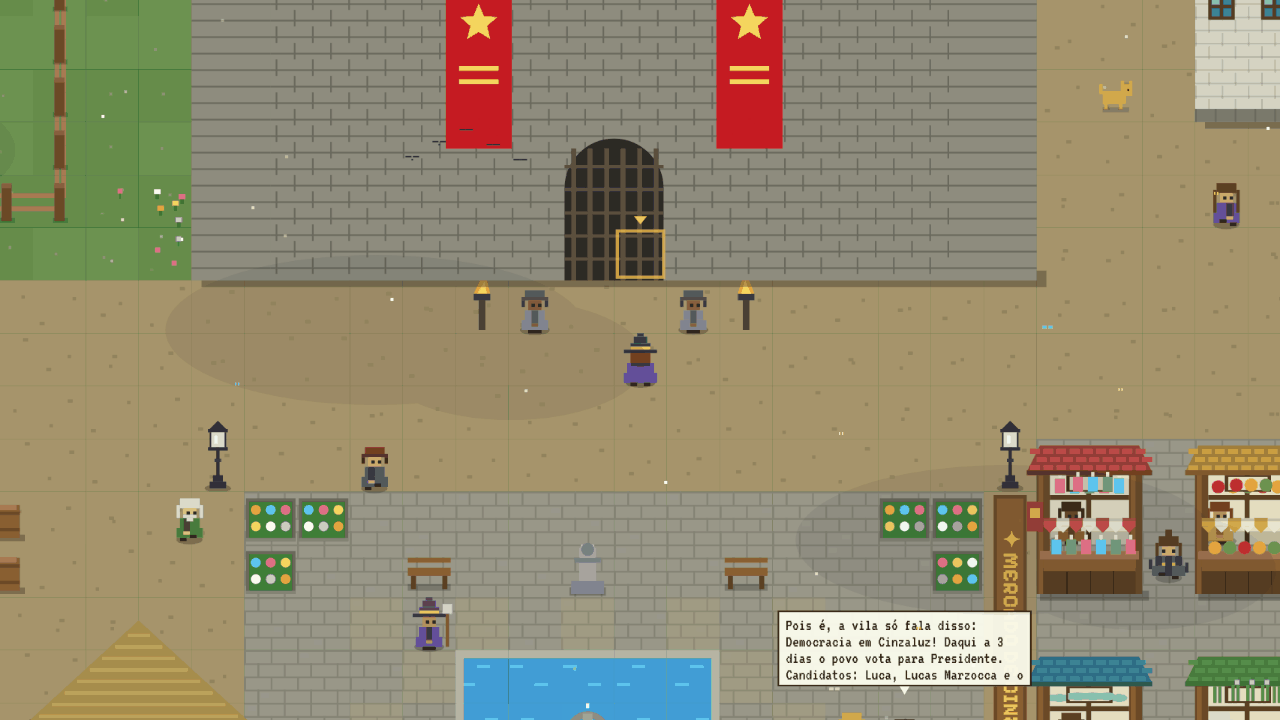 Pois é, a vila só fala disso:
Democracia em Cinzaluz! Daqui a 3
dias o povo vota para Presidente.
Candidatos: Luca, Lucas Marzocca e o